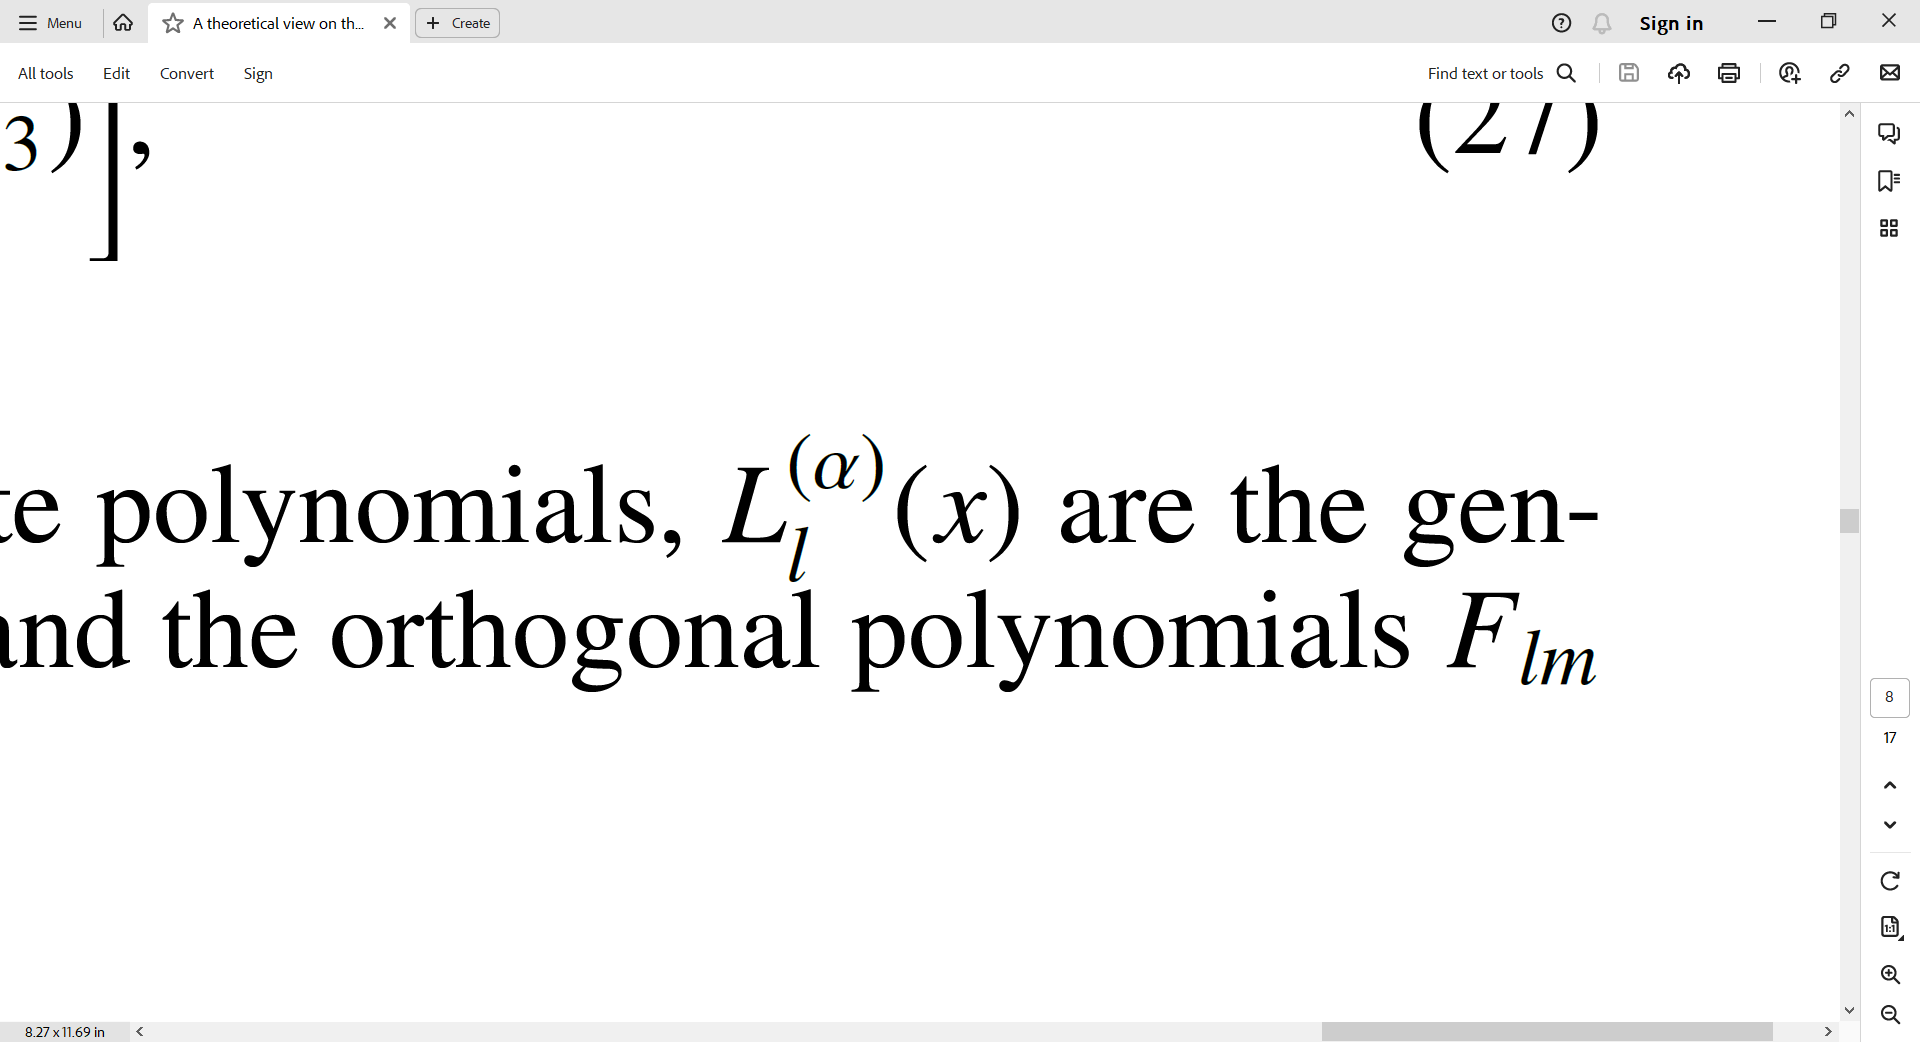 Menu
A theoretical view on th...
Create
Sign in
All tools
Edit
Convert
Sign
Find text or tools
3)],
(27)
te polynomials, L_l^{(α)}(x) are the gen-
and the orthogonal polynomials F_{lm}
8
17
8.27 x 11.69 in